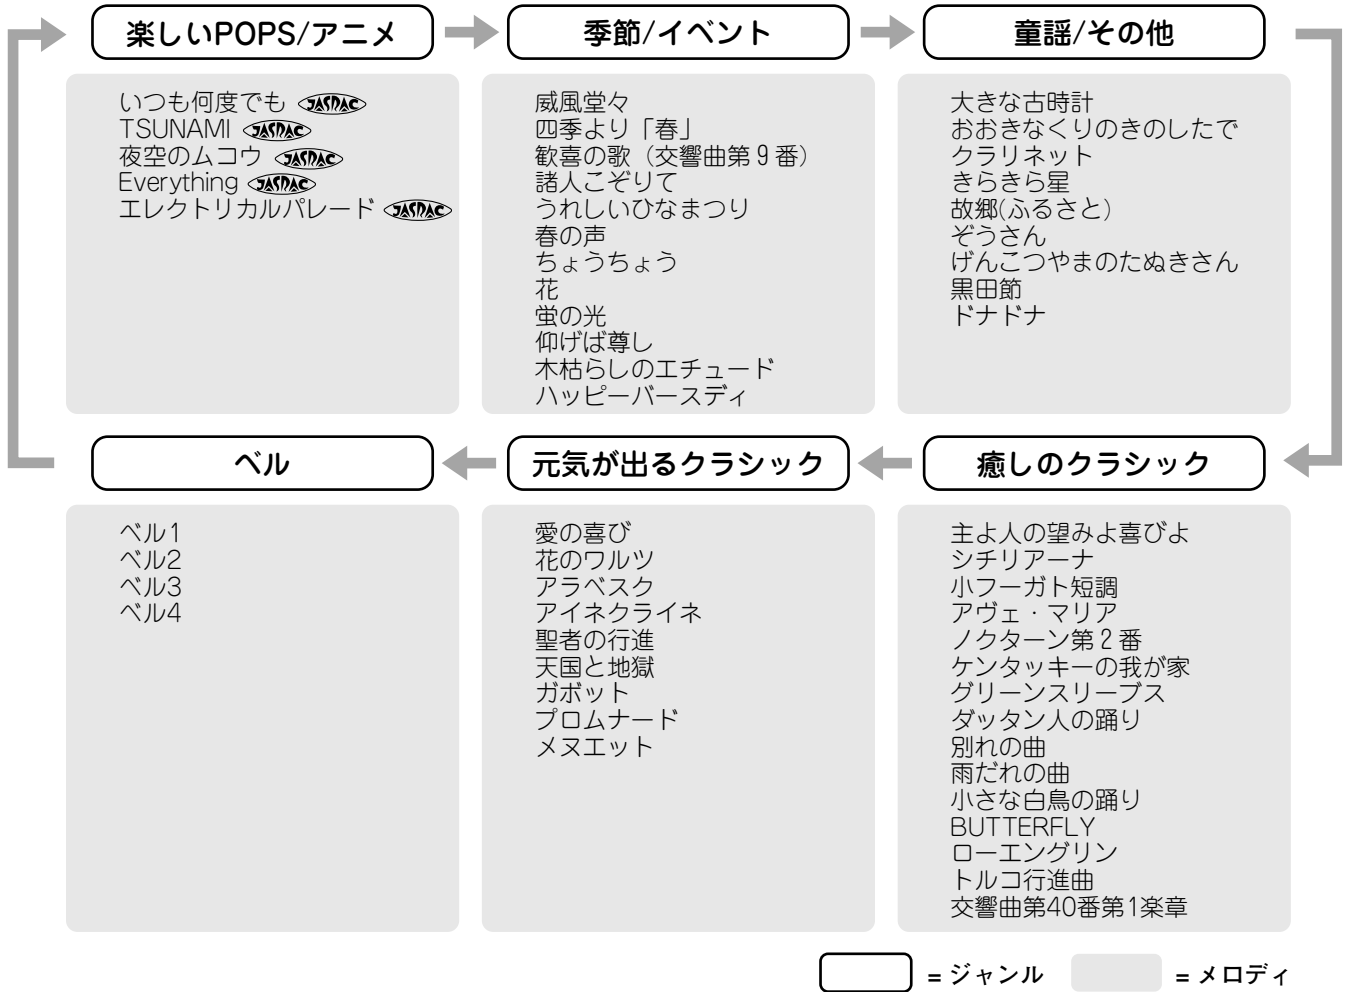 楽しいPOPS/アニメ
いつも何度でも JASRAC
TSUNAMI JASRAC
夜空のムコウ JASRAC
Everything JASRAC
エレクトリカルパレード JASRAC
季節/イベント
威風堂々
四季より「春」
歓喜の歌（交響曲第9番）
諸人こぞりて
うれしいひなまつり
春の声
ちょうちょう
花
蛍の光
仰げば尊し
木枯らしのエチュード
ハッピーバースディ
童謡/その他
大きな古時計
おおきなくりのきのしたで
クラリネット
きらきら星
故郷(ふるさと)
ぞうさん
げんこつやまのたぬきさん
黒田節
ドナドナ
癒しのクラシック
主よ人の望みよ喜びよ
シチリアーナ
小フーガト短調
アヴェ・マリア
ノクターン第2番
ケンタッキーの我が家
グリーンスリーブス
ダッタン人の踊り
別れの曲
雨だれの曲
小さな白鳥の踊り
BUTTERFLY
ローエングリン
トルコ行進曲
交響曲第40番第1楽章
元気が出るクラシック
愛の喜び
花のワルツ
アラベスク
アイネクライネ
聖者の行進
天国と地獄
ガボット
プロムナード
メヌエット
ベル
ベル1
ベル2
ベル3
ベル4
= ジャンル
= メロディ